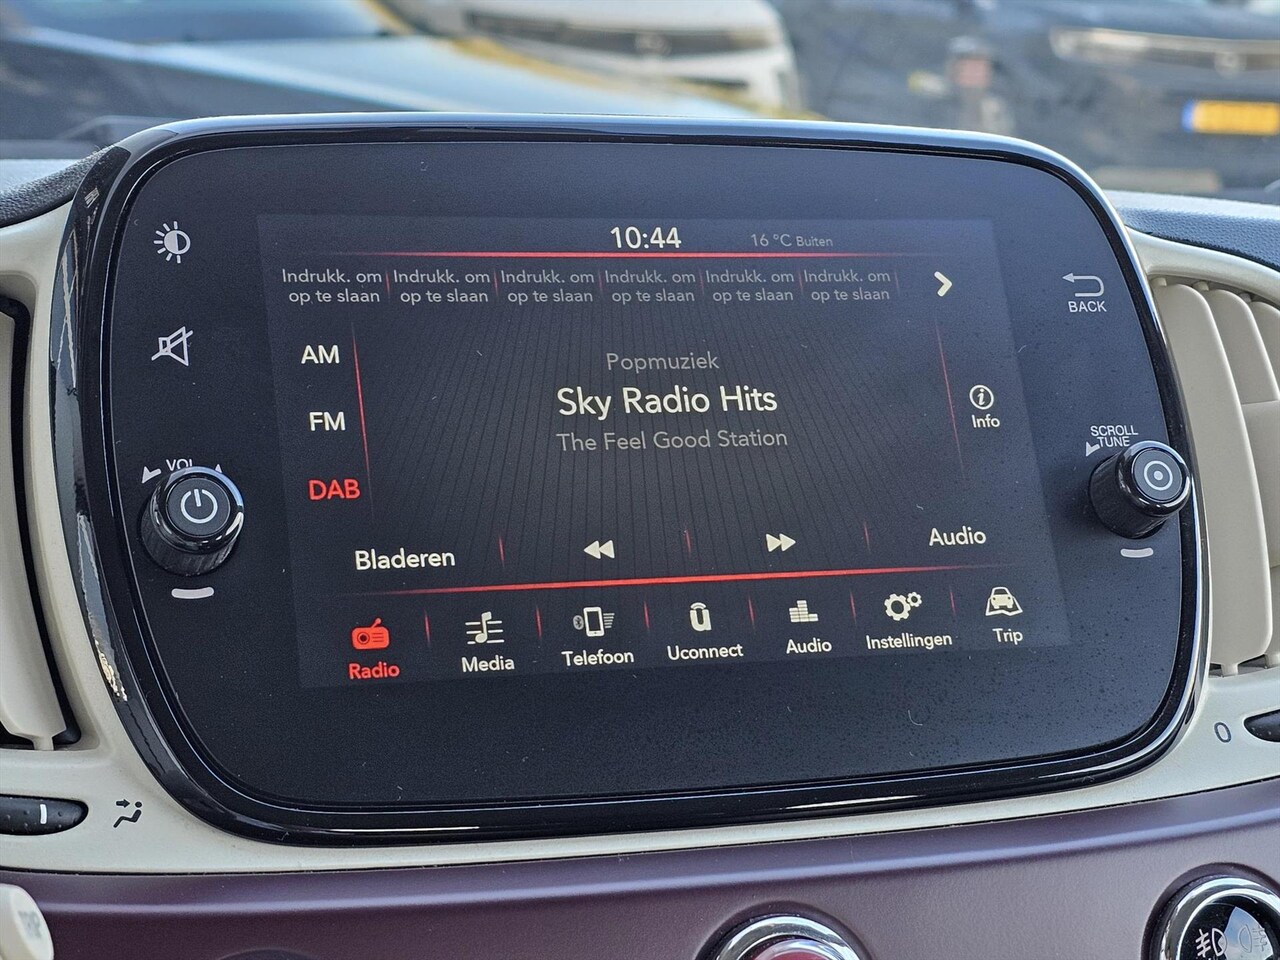 10:44
16 °C Buiten
Indrukk. om Indrukk. om Indrukk. om Indrukk. om Indrukk. om Indrukk. om
op te slaan op te slaan op te slaan op te slaan op te slaan op te slaan
BACK
AM
Popmuziek
Sky Radio Hits
FM
Info
The Feel Good Station
SCROLL
TUNE
VOL
DAB
Bladeren
Audio
Radio
Media
Telefoon
Uconnect
Audio
Instellingen
Trip
0